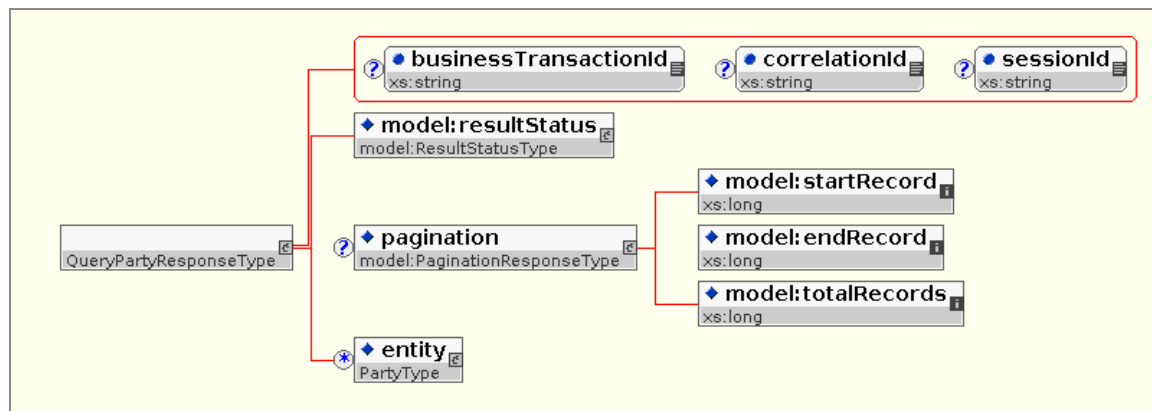 ? businessTransactionId
xs:string
? correlationId
xs:string
? sessionId
xs:string
model:resultStatus
model:ResultStatusType
QueryPartyResponseType
? pagination
model:PaginationResponseType
model:startRecord
xs:long
model:endRecord
xs:long
model:totalRecords
xs:long
* entity
PartyType